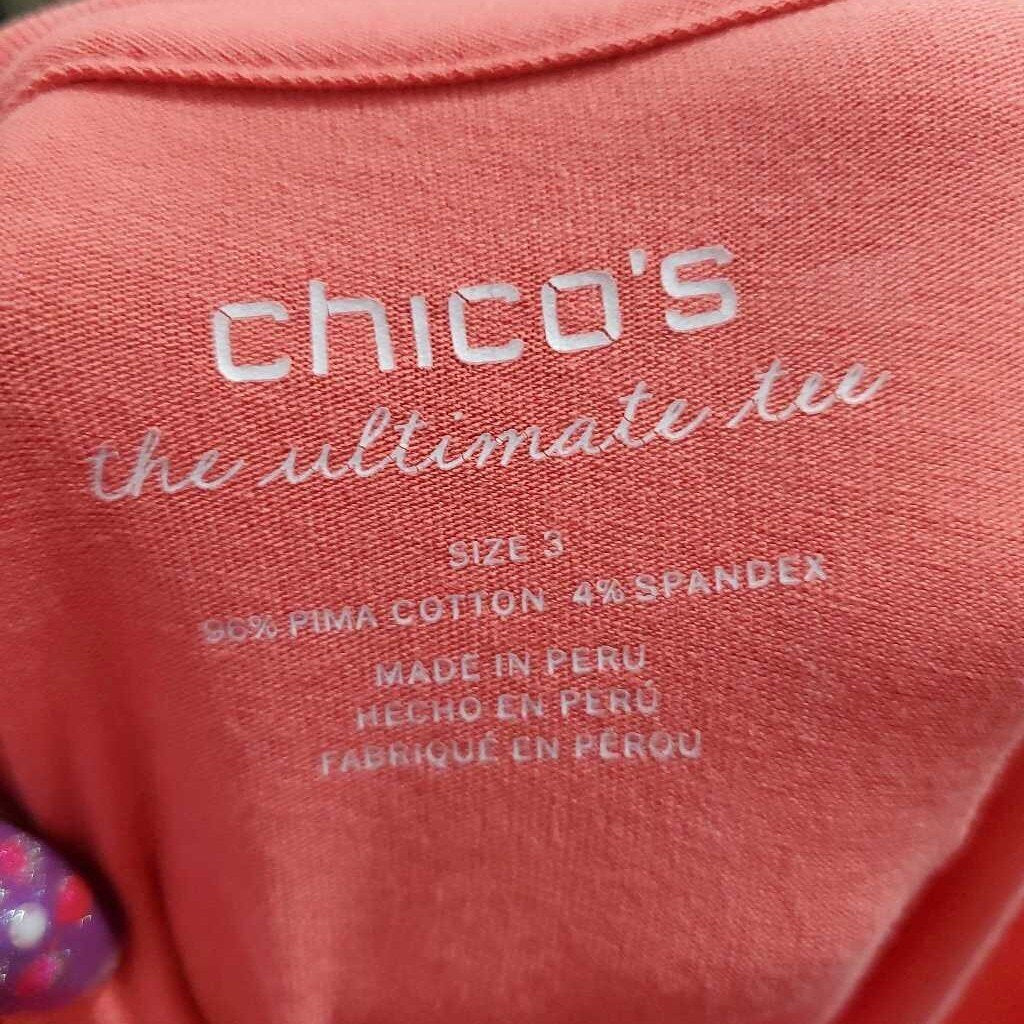 chico's
the ultimate tee
SIZE 3
96% PIMA COTTON 4% SPANDEX
MADE IN PERU
HECHO EN PERÚ
FABRIQUÉ EN PÉROU